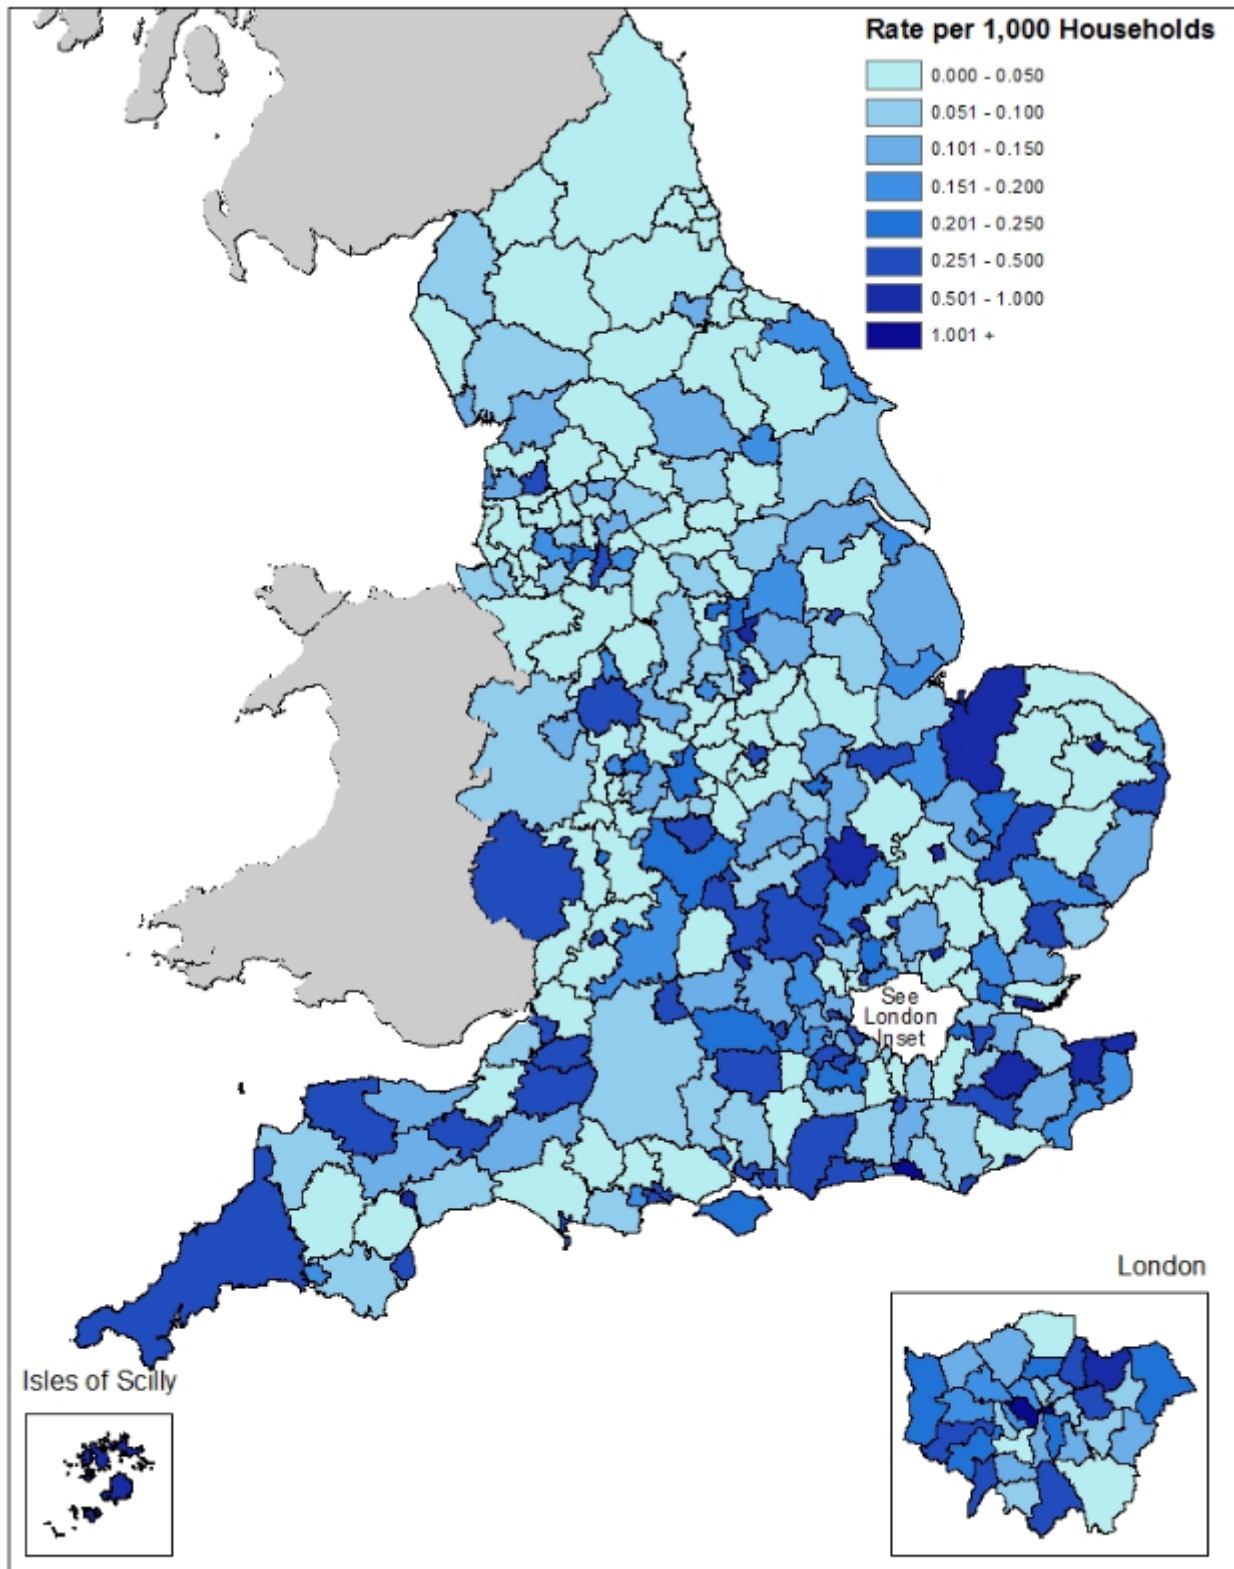 Rate per 1,000 Households
0.000 - 0.050
0.051 - 0.100
0.101 - 0.150
0.151 - 0.200
0.201 - 0.250
0.251 - 0.500
0.501 - 1.000
1.001 +
See
London
Inset
London
Isles of Scilly